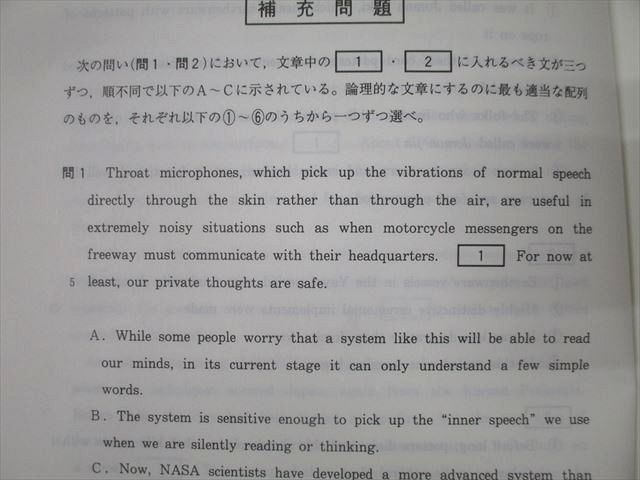 補充問題
次の問い(問1・問2)において，文章中の 1 ・ 2 に入れるべき文が三つ
ずつ，順不同で以下のA～Cに示されている。論理的な文章にするのに最も適当な配列
のものを，それぞれ以下の①～⑥のうちから一つずつ選べ。
問1 Throat microphones, which pick up the vibrations of normal speech
directly through the skin rather than through the air, are useful in
extremely noisy situations such as when motorcycle messengers on the
freeway must communicate with their headquarters. 1 For now at
5 least, our private thoughts are safe.
A. While some people worry that a system like this will be able to read
our minds, in its current stage it can only understand a few simple
words.
B. The system is sensitive enough to pick up the “inner speech” we use
when we are silently reading or thinking.
C. Now, NASA scientists have developed a more advanced system than